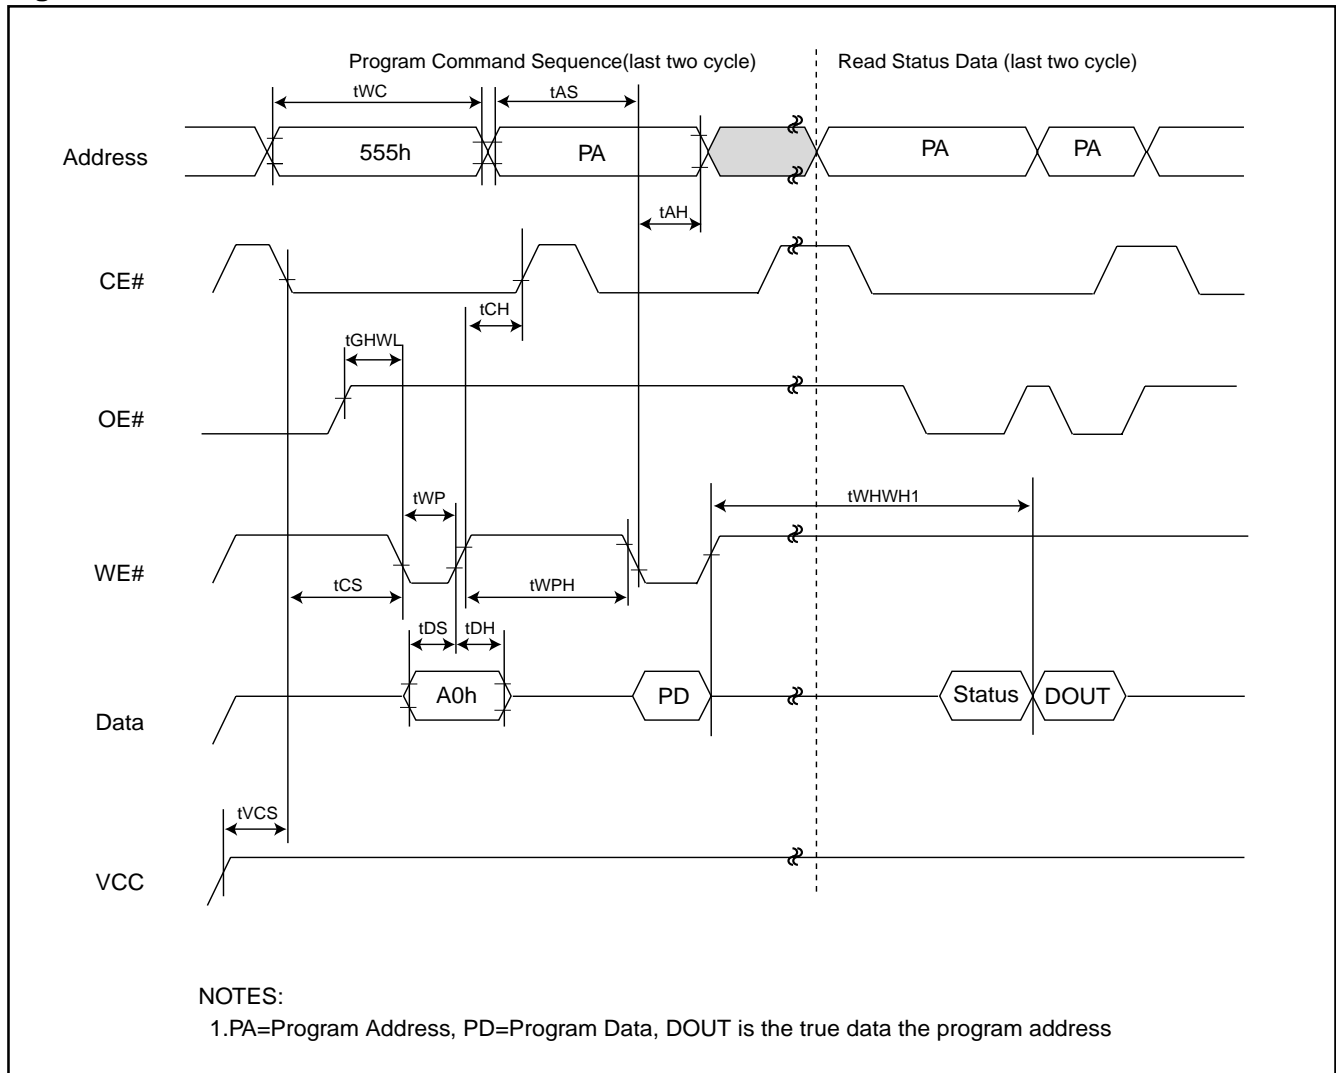 Program Command Sequence(last two cycle)
Read Status Data (last two cycle)
tWC
tAS
Address
555h
PA
PA
PA
tAH
CE#
tCH
tGHWL
OE#
tWP
tWHWH1
WE#
tCS
tWPH
tDS
tDH
Data
A0h
PD
Status
DOUT
tVCS
VCC
NOTES:
1.PA=Program Address, PD=Program Data, DOUT is the true data the program address